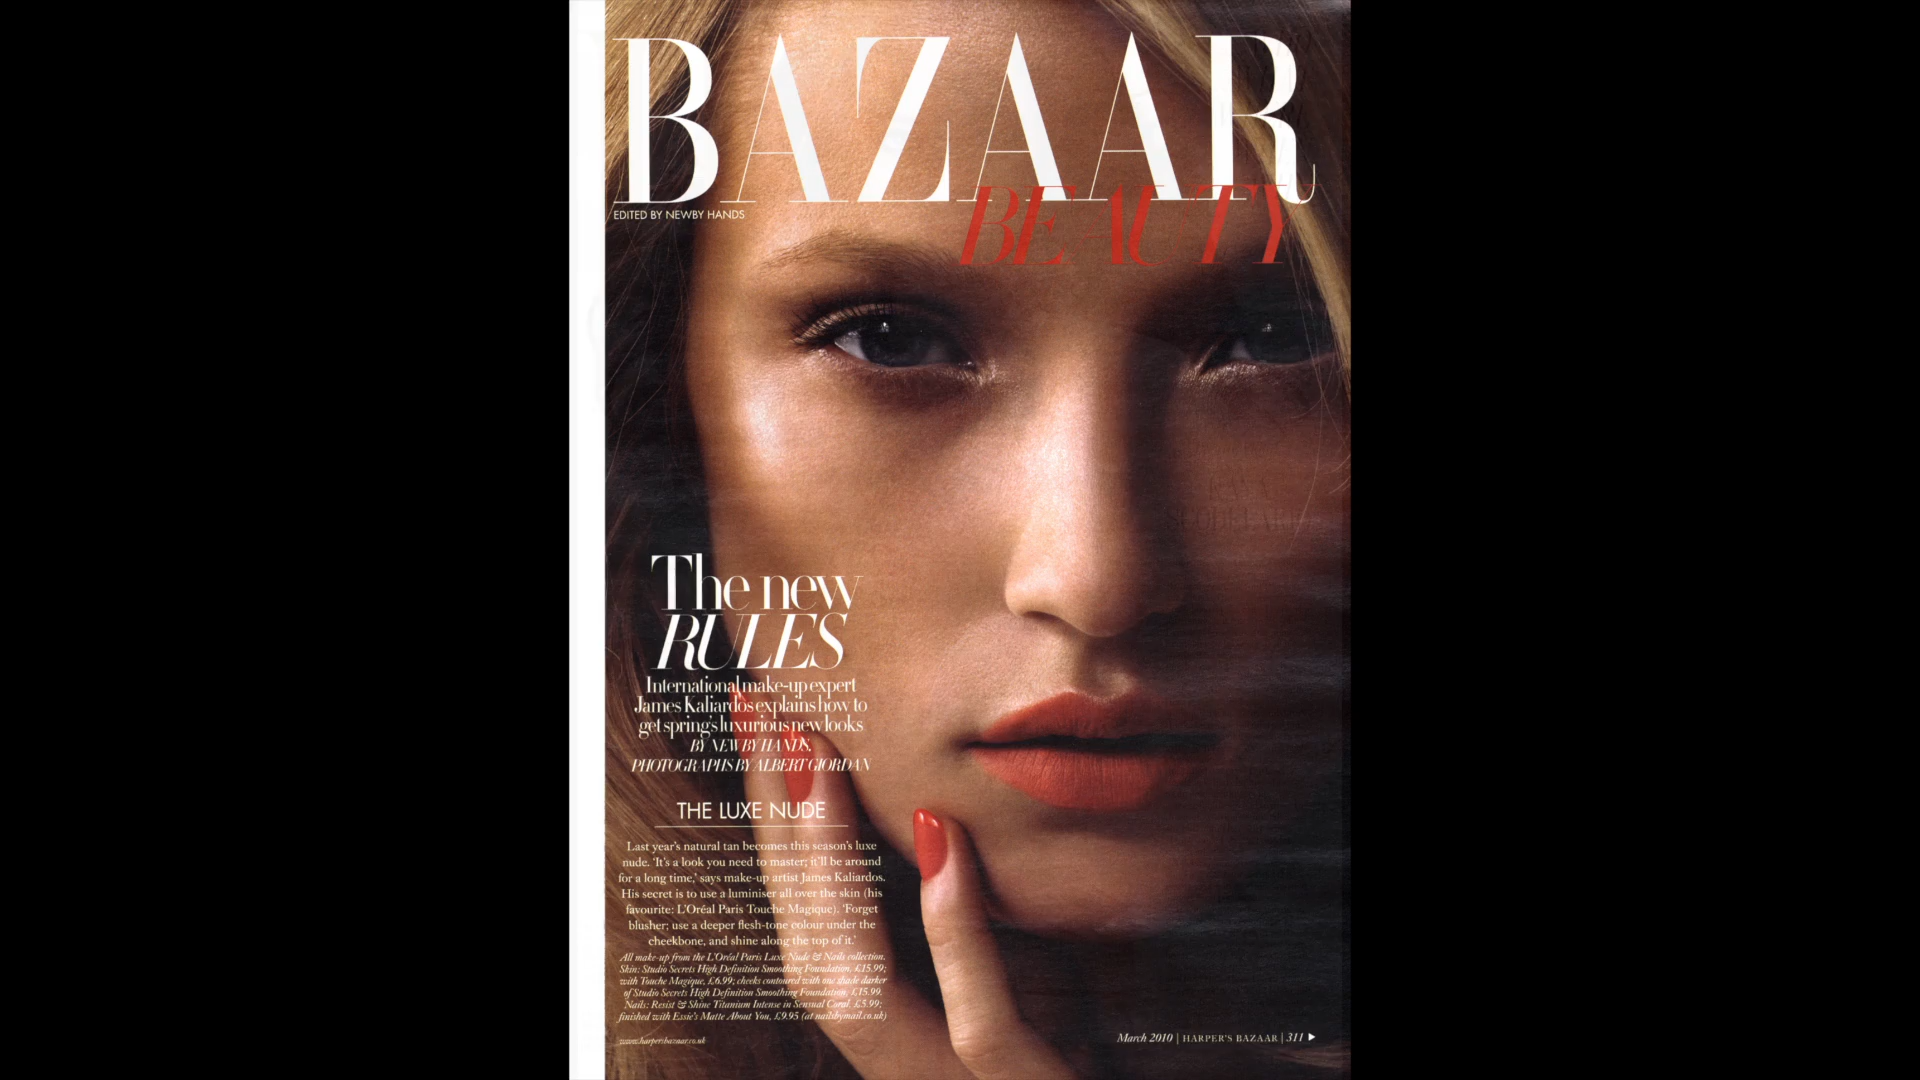 BAZAAR
BEAUTY
EDITED BY NEWBY HANDS
The new
RULES
International make-up expert
James Kaliardos explains how to
get spring's luxurious new looks
BY NEWBY HANDS.
PHOTOGRAPHS BY ALBERT GIORDAN
THE LUXE NUDE
Last year's natural tan becomes this season's luxe
nude. 'It's a look you need to master; it'll be around
for a long time,' says make-up artist James Kaliardos.
His secret is to use a luminiser all over the skin (his
favourite: L'Oréal Paris Touche Magique). 'Forget
blusher; use a deeper flesh-tone colour under the
cheekbone, and shine along the top of it.'
All make-up from the L'Oréal Paris Luxe Nude & Nails collection.
Skin: Studio Secrets High Definition Smoothing Foundation, £15.99;
with Touche Magique, £6.99; cheeks contoured with one shade darker
of Studio Secrets High Definition Smoothing Foundation, £15.99.
Nails: Resist & Shine Titanium Intense in Sensual Coral, £5.99;
finished with Essie's Matte About You, £9.95 (at nailsbymail.co.uk)
www.harpersbazaar.co.uk
March 2010 | HARPER'S BAZAAR | 311